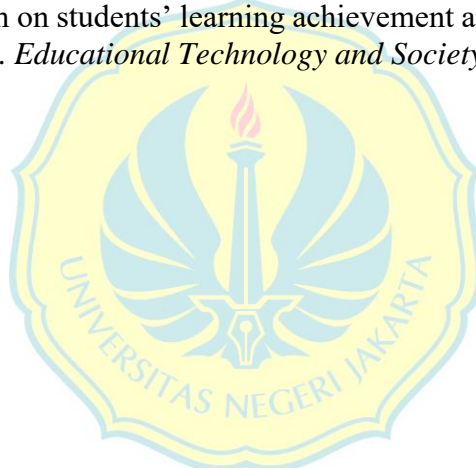 n on students’ learning achievement a
. Educational Technology and Society
UNIVERSITAS NEGERI JAKARTA